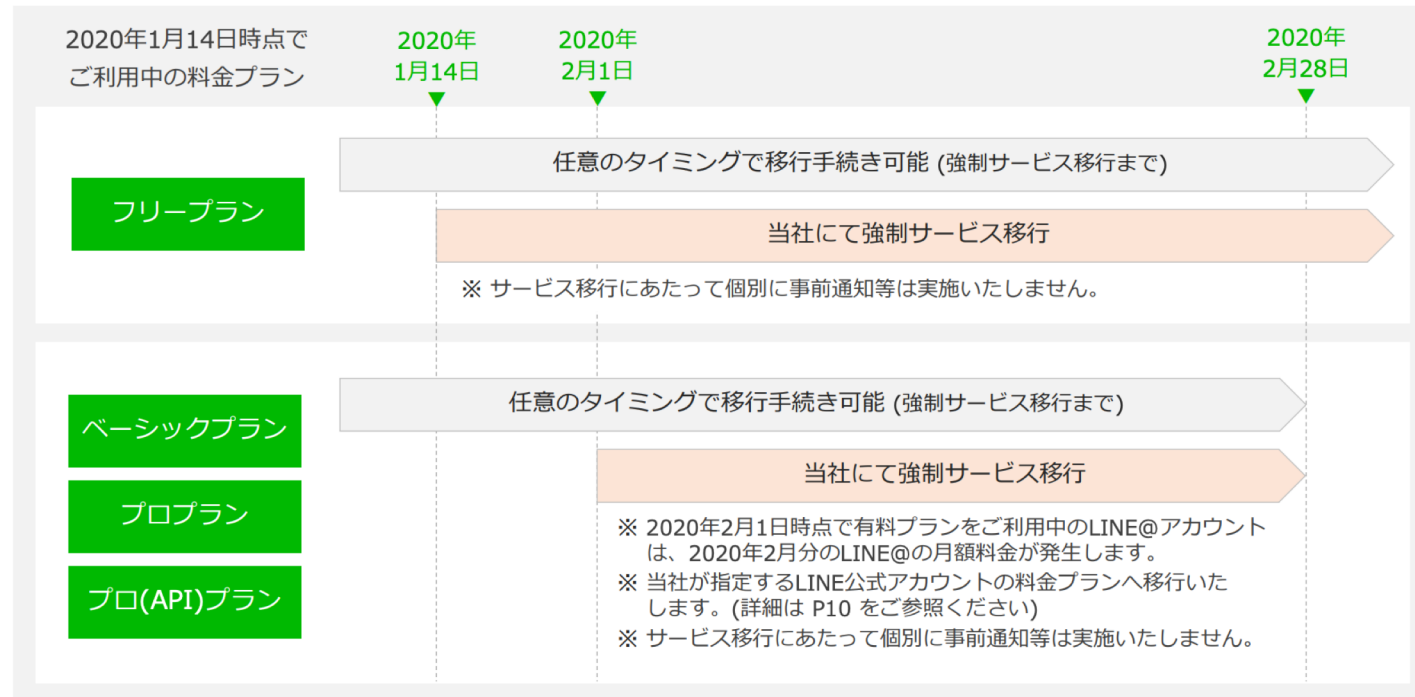 2020年1月14日時点で
ご利用中の料金プラン
2020年
1月14日
2020年
2月1日
2020年
2月28日
フリープラン
任意のタイミングで移行手続き可能 (強制サービス移行まで)
当社にて強制サービス移行
※ サービス移行にあたって個別に事前通知等は実施いたしません。
ベーシックプラン
プロプラン
プロ(API)プラン
任意のタイミングで移行手続き可能 (強制サービス移行まで)
当社にて強制サービス移行
※ 2020年2月1日時点で有料プランをご利用中のLINE@アカウント
は、2020年2月分のLINE@の月額料金が発生します。
※ 当社が指定するLINE公式アカウントの料金プランへ移行いた
します。(詳細は P10 をご参照ください)
※ サービス移行にあたって個別に事前通知等は実施いたしません。